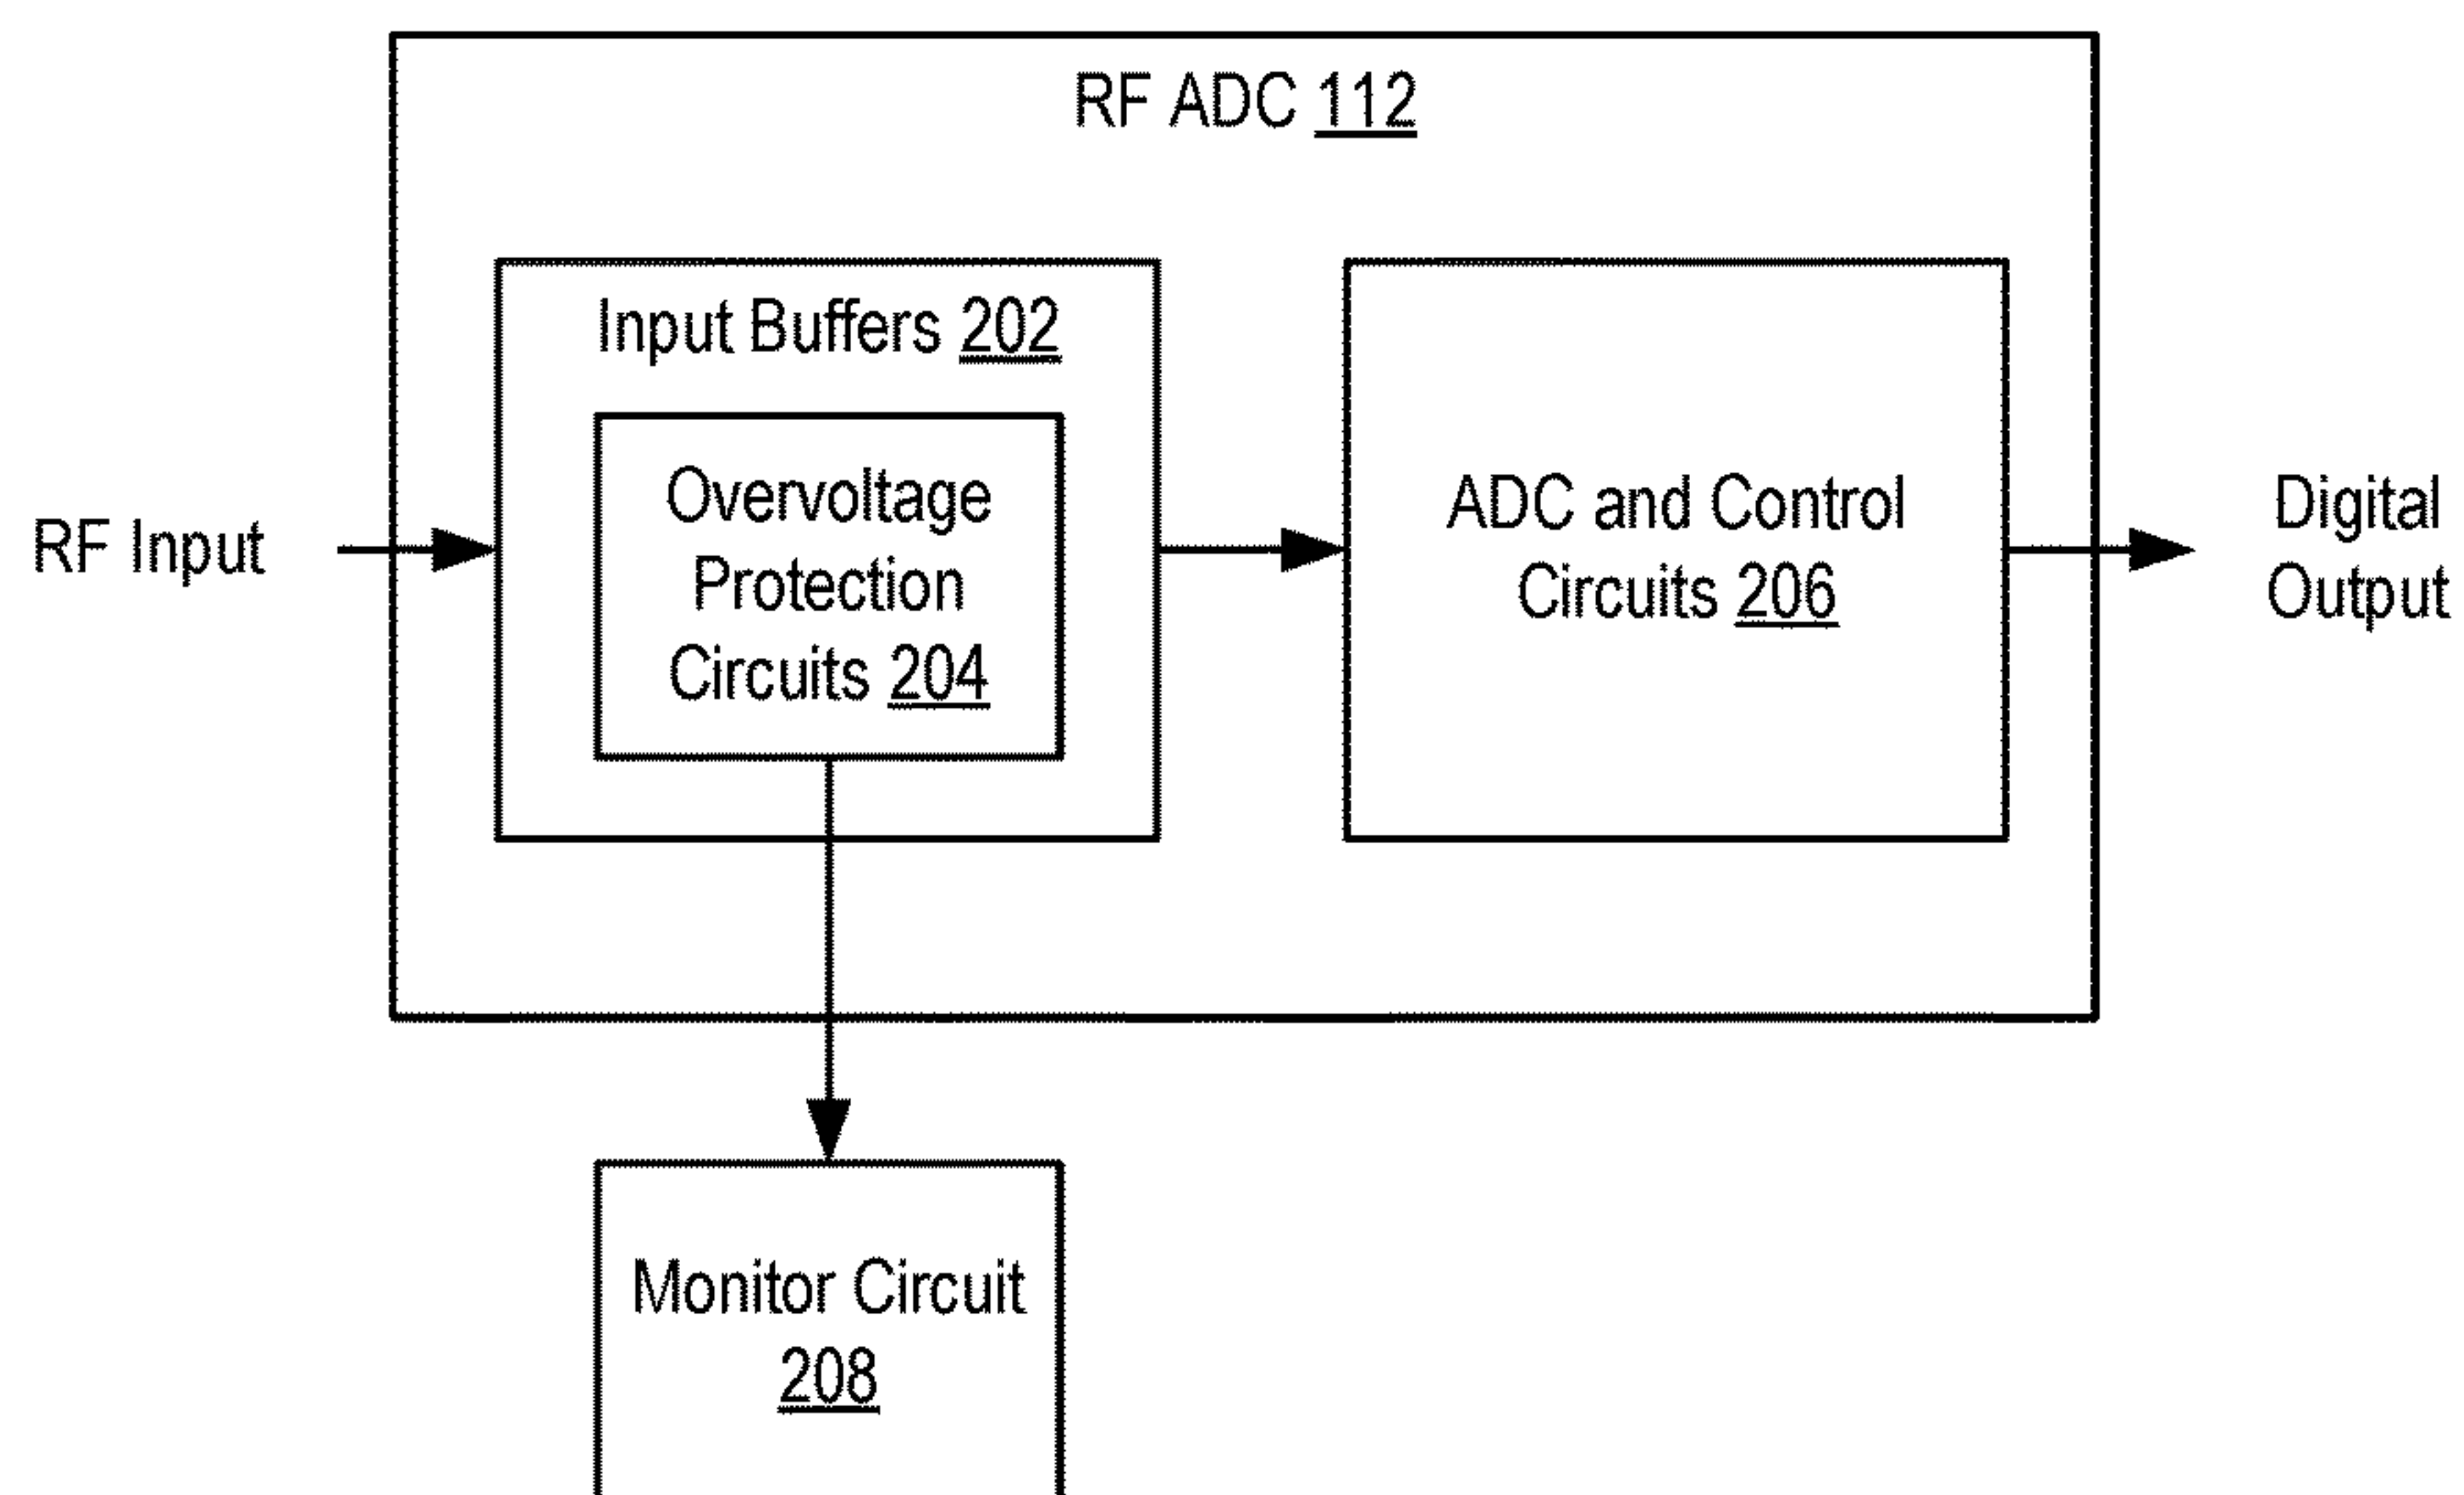 RF ADC 112
Input Buffers 202
Overvoltage
Protection
Circuits 204
RF Input
ADC and Control
Circuits 206
Digital
Output
Monitor Circuit
208